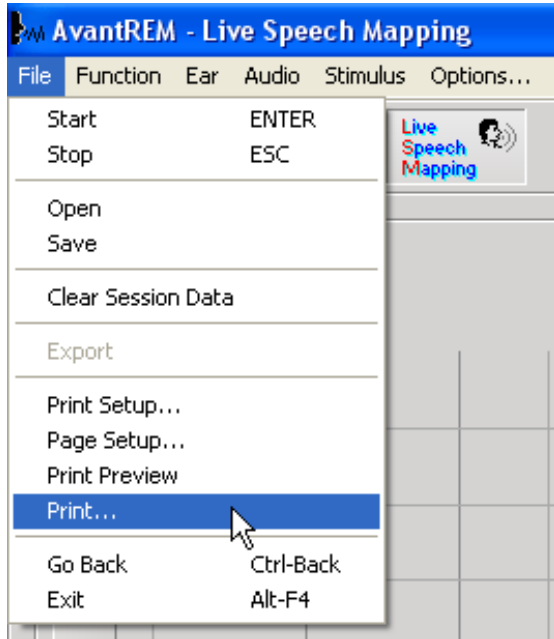 AvantREM - Live Speech Mapping
File Function Ear Audio Stimulus Options...
Start ENTER
Stop ESC
Open
Save
Clear Session Data
Export
Print Setup...
Page Setup...
Print Preview
Print...
Go Back Ctrl-Back
Exit Alt-F4
Live
Speech
Mapping